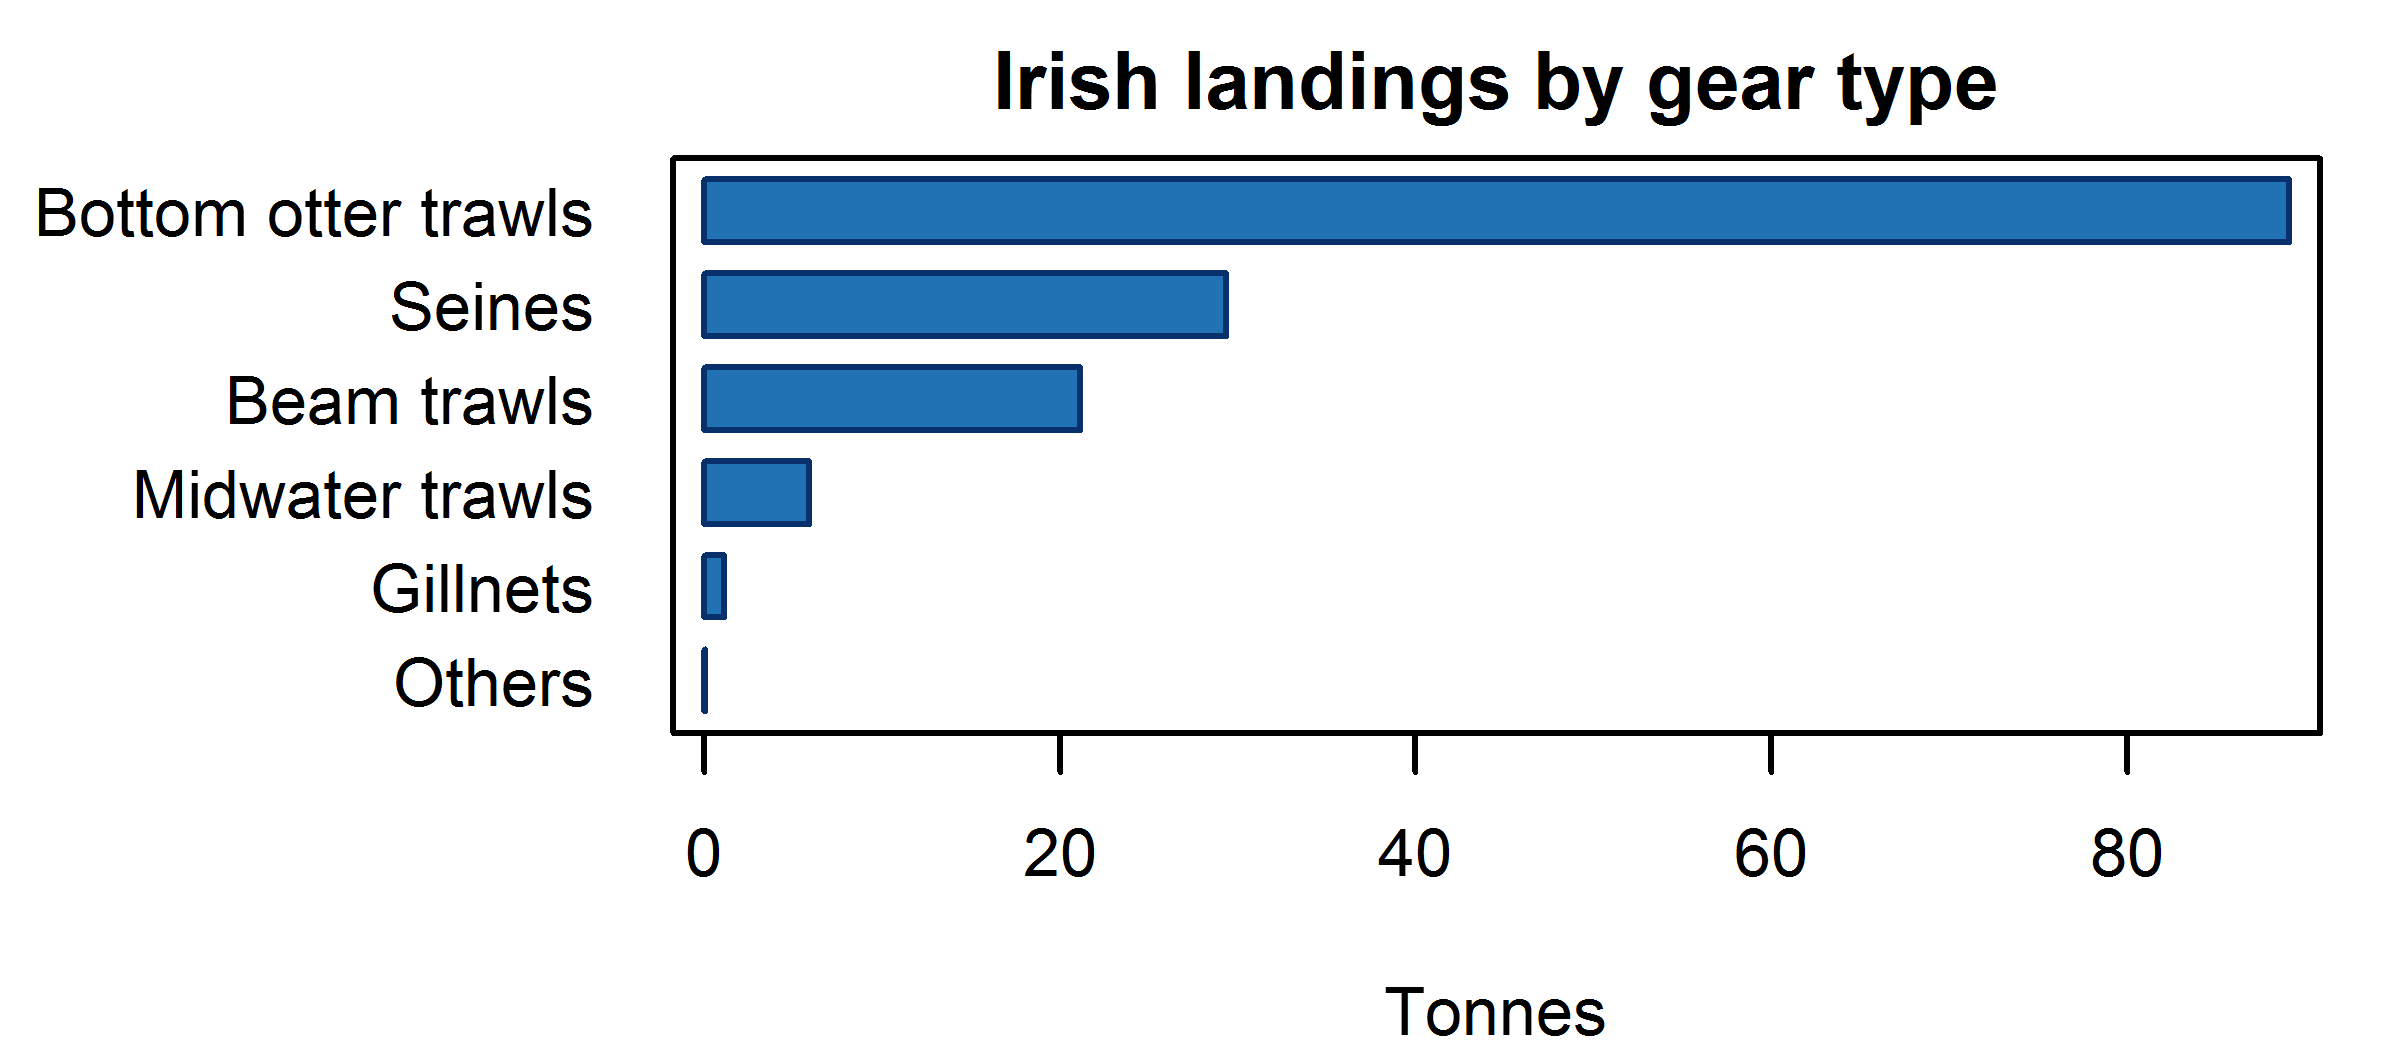 Irish landings by gear type
Bottom otter trawls
Seines
Beam trawls
Midwater trawls
Gillnets
Others
0 20 40 60 80
Tonnes